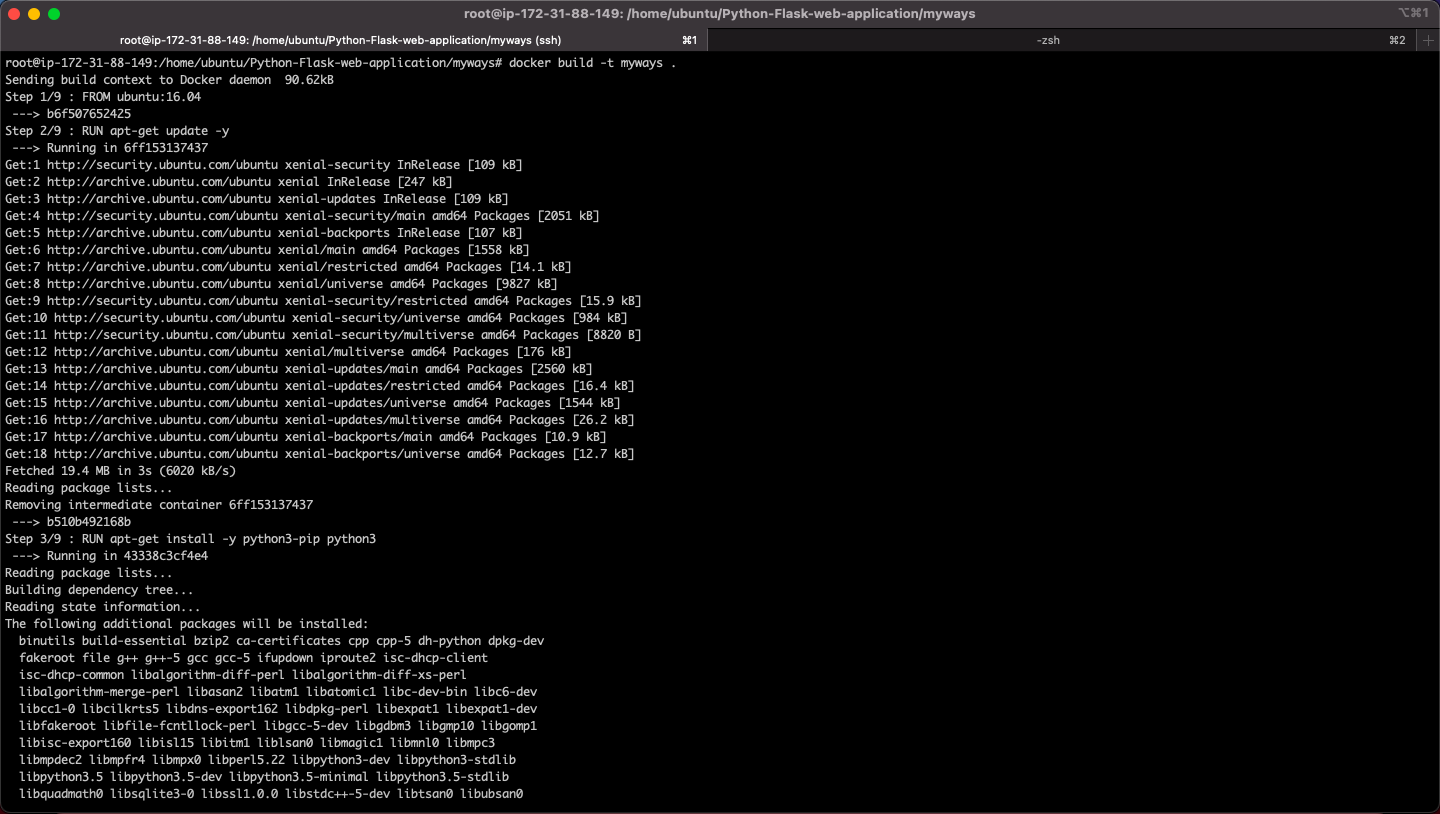 root@ip-172-31-88-149: /home/ubuntu/Python-Flask-web-application/myways
⌥⌘1
root@ip-172-31-88-149: /home/ubuntu/Python-Flask-web-application/myways (ssh)
⌘1
-zsh
⌘2
root@ip-172-31-88-149:/home/ubuntu/Python-Flask-web-application/myways# docker build -t myways .
Sending build context to Docker daemon  90.62kB
Step 1/9 : FROM ubuntu:16.04
 ---> b6f507652425
Step 2/9 : RUN apt-get update -y
 ---> Running in 6ff153137437
Get:1 http://security.ubuntu.com/ubuntu xenial-security InRelease [109 kB]
Get:2 http://archive.ubuntu.com/ubuntu xenial InRelease [247 kB]
Get:3 http://archive.ubuntu.com/ubuntu xenial-updates InRelease [109 kB]
Get:4 http://security.ubuntu.com/ubuntu xenial-security/main amd64 Packages [2051 kB]
Get:5 http://archive.ubuntu.com/ubuntu xenial-backports InRelease [107 kB]
Get:6 http://archive.ubuntu.com/ubuntu xenial/main amd64 Packages [1558 kB]
Get:7 http://archive.ubuntu.com/ubuntu xenial/restricted amd64 Packages [14.1 kB]
Get:8 http://archive.ubuntu.com/ubuntu xenial/universe amd64 Packages [9827 kB]
Get:9 http://security.ubuntu.com/ubuntu xenial-security/restricted amd64 Packages [15.9 kB]
Get:10 http://security.ubuntu.com/ubuntu xenial-security/universe amd64 Packages [984 kB]
Get:11 http://security.ubuntu.com/ubuntu xenial-security/multiverse amd64 Packages [8820 B]
Get:12 http://archive.ubuntu.com/ubuntu xenial/multiverse amd64 Packages [176 kB]
Get:13 http://archive.ubuntu.com/ubuntu xenial-updates/main amd64 Packages [2560 kB]
Get:14 http://archive.ubuntu.com/ubuntu xenial-updates/restricted amd64 Packages [16.4 kB]
Get:15 http://archive.ubuntu.com/ubuntu xenial-updates/universe amd64 Packages [1544 kB]
Get:16 http://archive.ubuntu.com/ubuntu xenial-updates/multiverse amd64 Packages [26.2 kB]
Get:17 http://archive.ubuntu.com/ubuntu xenial-backports/main amd64 Packages [10.9 kB]
Get:18 http://archive.ubuntu.com/ubuntu xenial-backports/universe amd64 Packages [12.7 kB]
Fetched 19.4 MB in 3s (6020 kB/s)
Reading package lists...
Removing intermediate container 6ff153137437
 ---> b510b492168b
Step 3/9 : RUN apt-get install -y python3-pip python3
 ---> Running in 43338c3cf4e4
Reading package lists...
Building dependency tree...
Reading state information...
The following additional packages will be installed:
  binutils build-essential bzip2 ca-certificates cpp cpp-5 dh-python dpkg-dev
  fakeroot file g++ g++-5 gcc gcc-5 ifupdown iproute2 isc-dhcp-client
  isc-dhcp-common libalgorithm-diff-perl libalgorithm-diff-xs-perl
  libalgorithm-merge-perl libasan2 libatm1 libatomic1 libc-dev-bin libc6-dev
  libcc1-0 libcilkrts5 libdns-export162 libdpkg-perl libexpat1 libexpat1-dev
  libfakeroot libfile-fcntllock-perl libgcc-5-dev libgdbm3 libgmp10 libgomp1
  libisc-export160 libisl15 libitm1 liblsan0 libmagic1 libmnl0 libmpc3
  libmpdec2 libmpfr4 libmpx0 libperl5.22 libpython3-dev libpython3-stdlib
  libpython3.5 libpython3.5-dev libpython3.5-minimal libpython3.5-stdlib
  libquadmath0 libsqlite3-0 libssl1.0.0 libstdc++-5-dev libtsan0 libubsan0